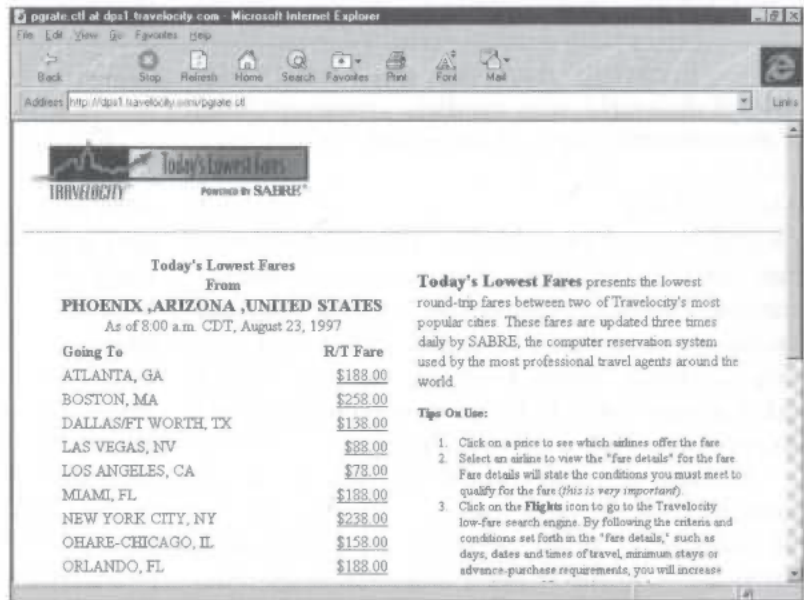 pgrate.ctl at dps1.travelocity.com - Microsoft Internet Explorer
File Edit View Go Favorites Help
Back Stop Refresh Home Search Favorites Print Font Mail
Address http://dps1.travelocity.com/pgrate.ctl Links
Today's Lowest Fares
TRAVELOCITY POWERED BY SABRE
Today's Lowest Fares
From
PHOENIX ,ARIZONA ,UNITED STATES
As of 8:00 a.m. CDT, August 23, 1997
Going To R/T Fare
ATLANTA, GA $188.00
BOSTON, MA $258.00
DALLAS/FT WORTH, TX $138.00
LAS VEGAS, NV $88.00
LOS ANGELES, CA $78.00
MIAMI, FL $188.00
NEW YORK CITY, NY $238.00
OHARE-CHICAGO, IL $158.00
ORLANDO, FL $188.00
Today's Lowest Fares presents the lowest
round-trip fares between two of Travelocity's most
popular cities. These fares are updated three times
daily by SABRE, the computer reservation system
used by the most professional travel agents around the
world.
Tips On Use:
1. Click on a price to see which airlines offer the fare.
2. Select an airline to view the "fare details" for the fare.
Fare details will state the conditions you must meet to
qualify for the fare (this is very important).
3. Click on the Flights icon to go to the Travelocity
low-fare search engine. By following the criteria and
conditions set forth in the "fare details," such as
days, dates and times of travel, minimum stays or
advance-purchase requirements, you will increase